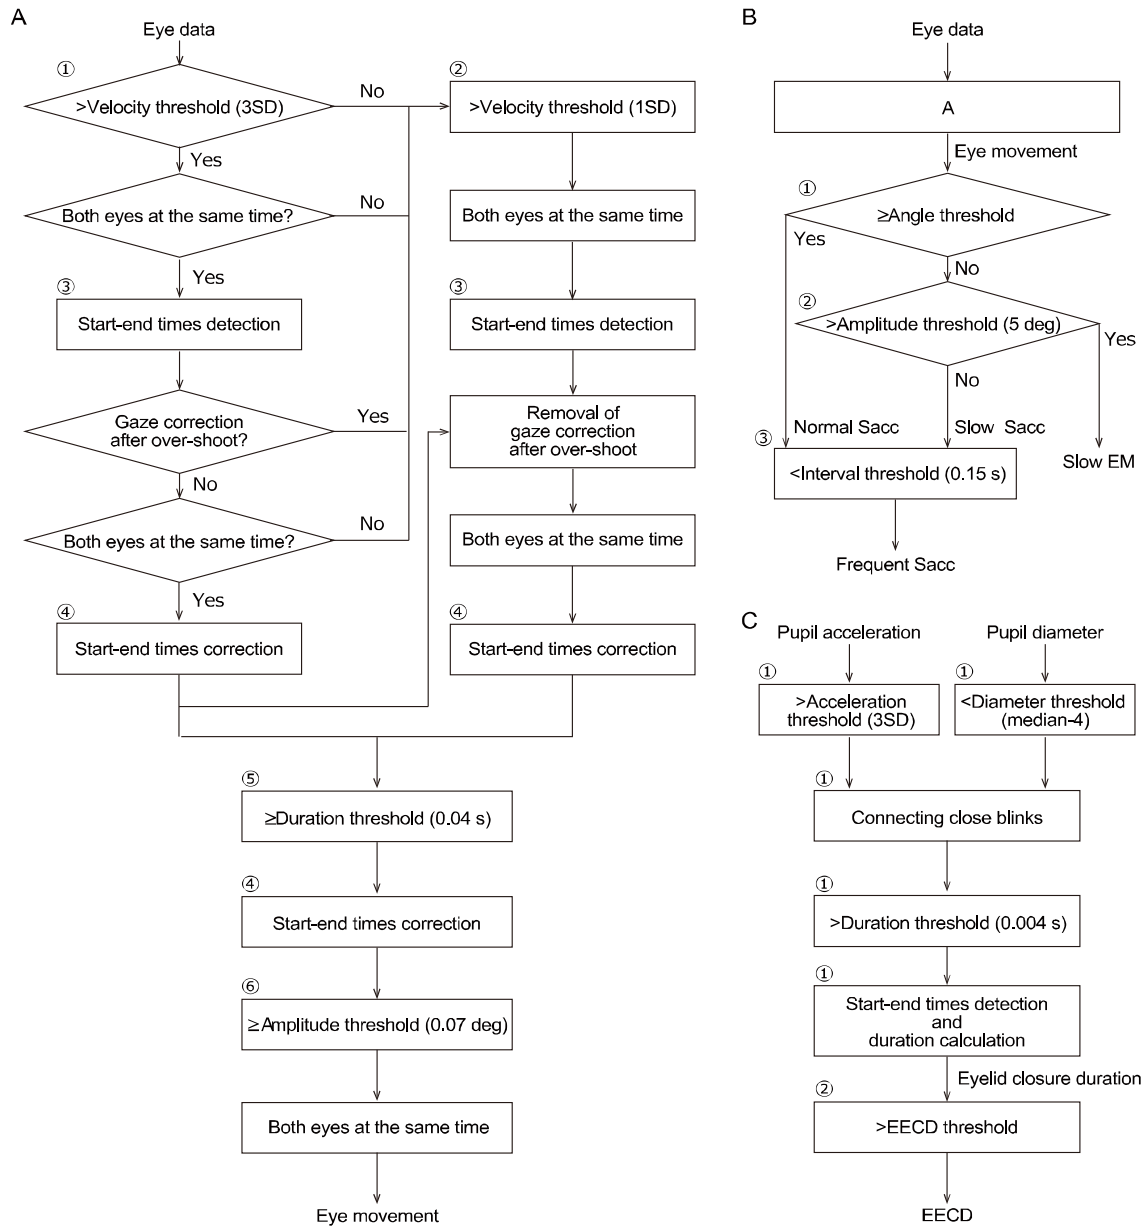 A
Eye data
①
>Velocity threshold (3SD)
No
Yes
Both eyes at the same time?
No
Yes
③
Start-end times detection
Gaze correction
after over-shoot?
Yes
No
Both eyes at the same time?
No
Yes
④
Start-end times correction
②
>Velocity threshold (1SD)
Both eyes at the same time
③
Start-end times detection
Removal of
gaze correction
after over-shoot
Both eyes at the same time
④
Start-end times correction
⑤
≥Duration threshold (0.04 s)
④
Start-end times correction
⑥
≥Amplitude threshold (0.07 deg)
Both eyes at the same time
Eye movement
B
Eye data
A
Eye movement
①
≥Angle threshold
Yes
No
②
>Amplitude threshold (5 deg)
Yes
No
Normal Sacc
Slow Sacc
Slow EM
③
<Interval threshold (0.15 s)
Frequent Sacc
C
Pupil acceleration
Pupil diameter
①
>Acceleration
threshold (3SD)
①
<Diameter threshold
(median-4)
①
Connecting close blinks
①
>Duration threshold (0.004 s)
①
Start-end times detection
and
duration calculation
Eyelid closure duration
②
>EECD threshold
EECD